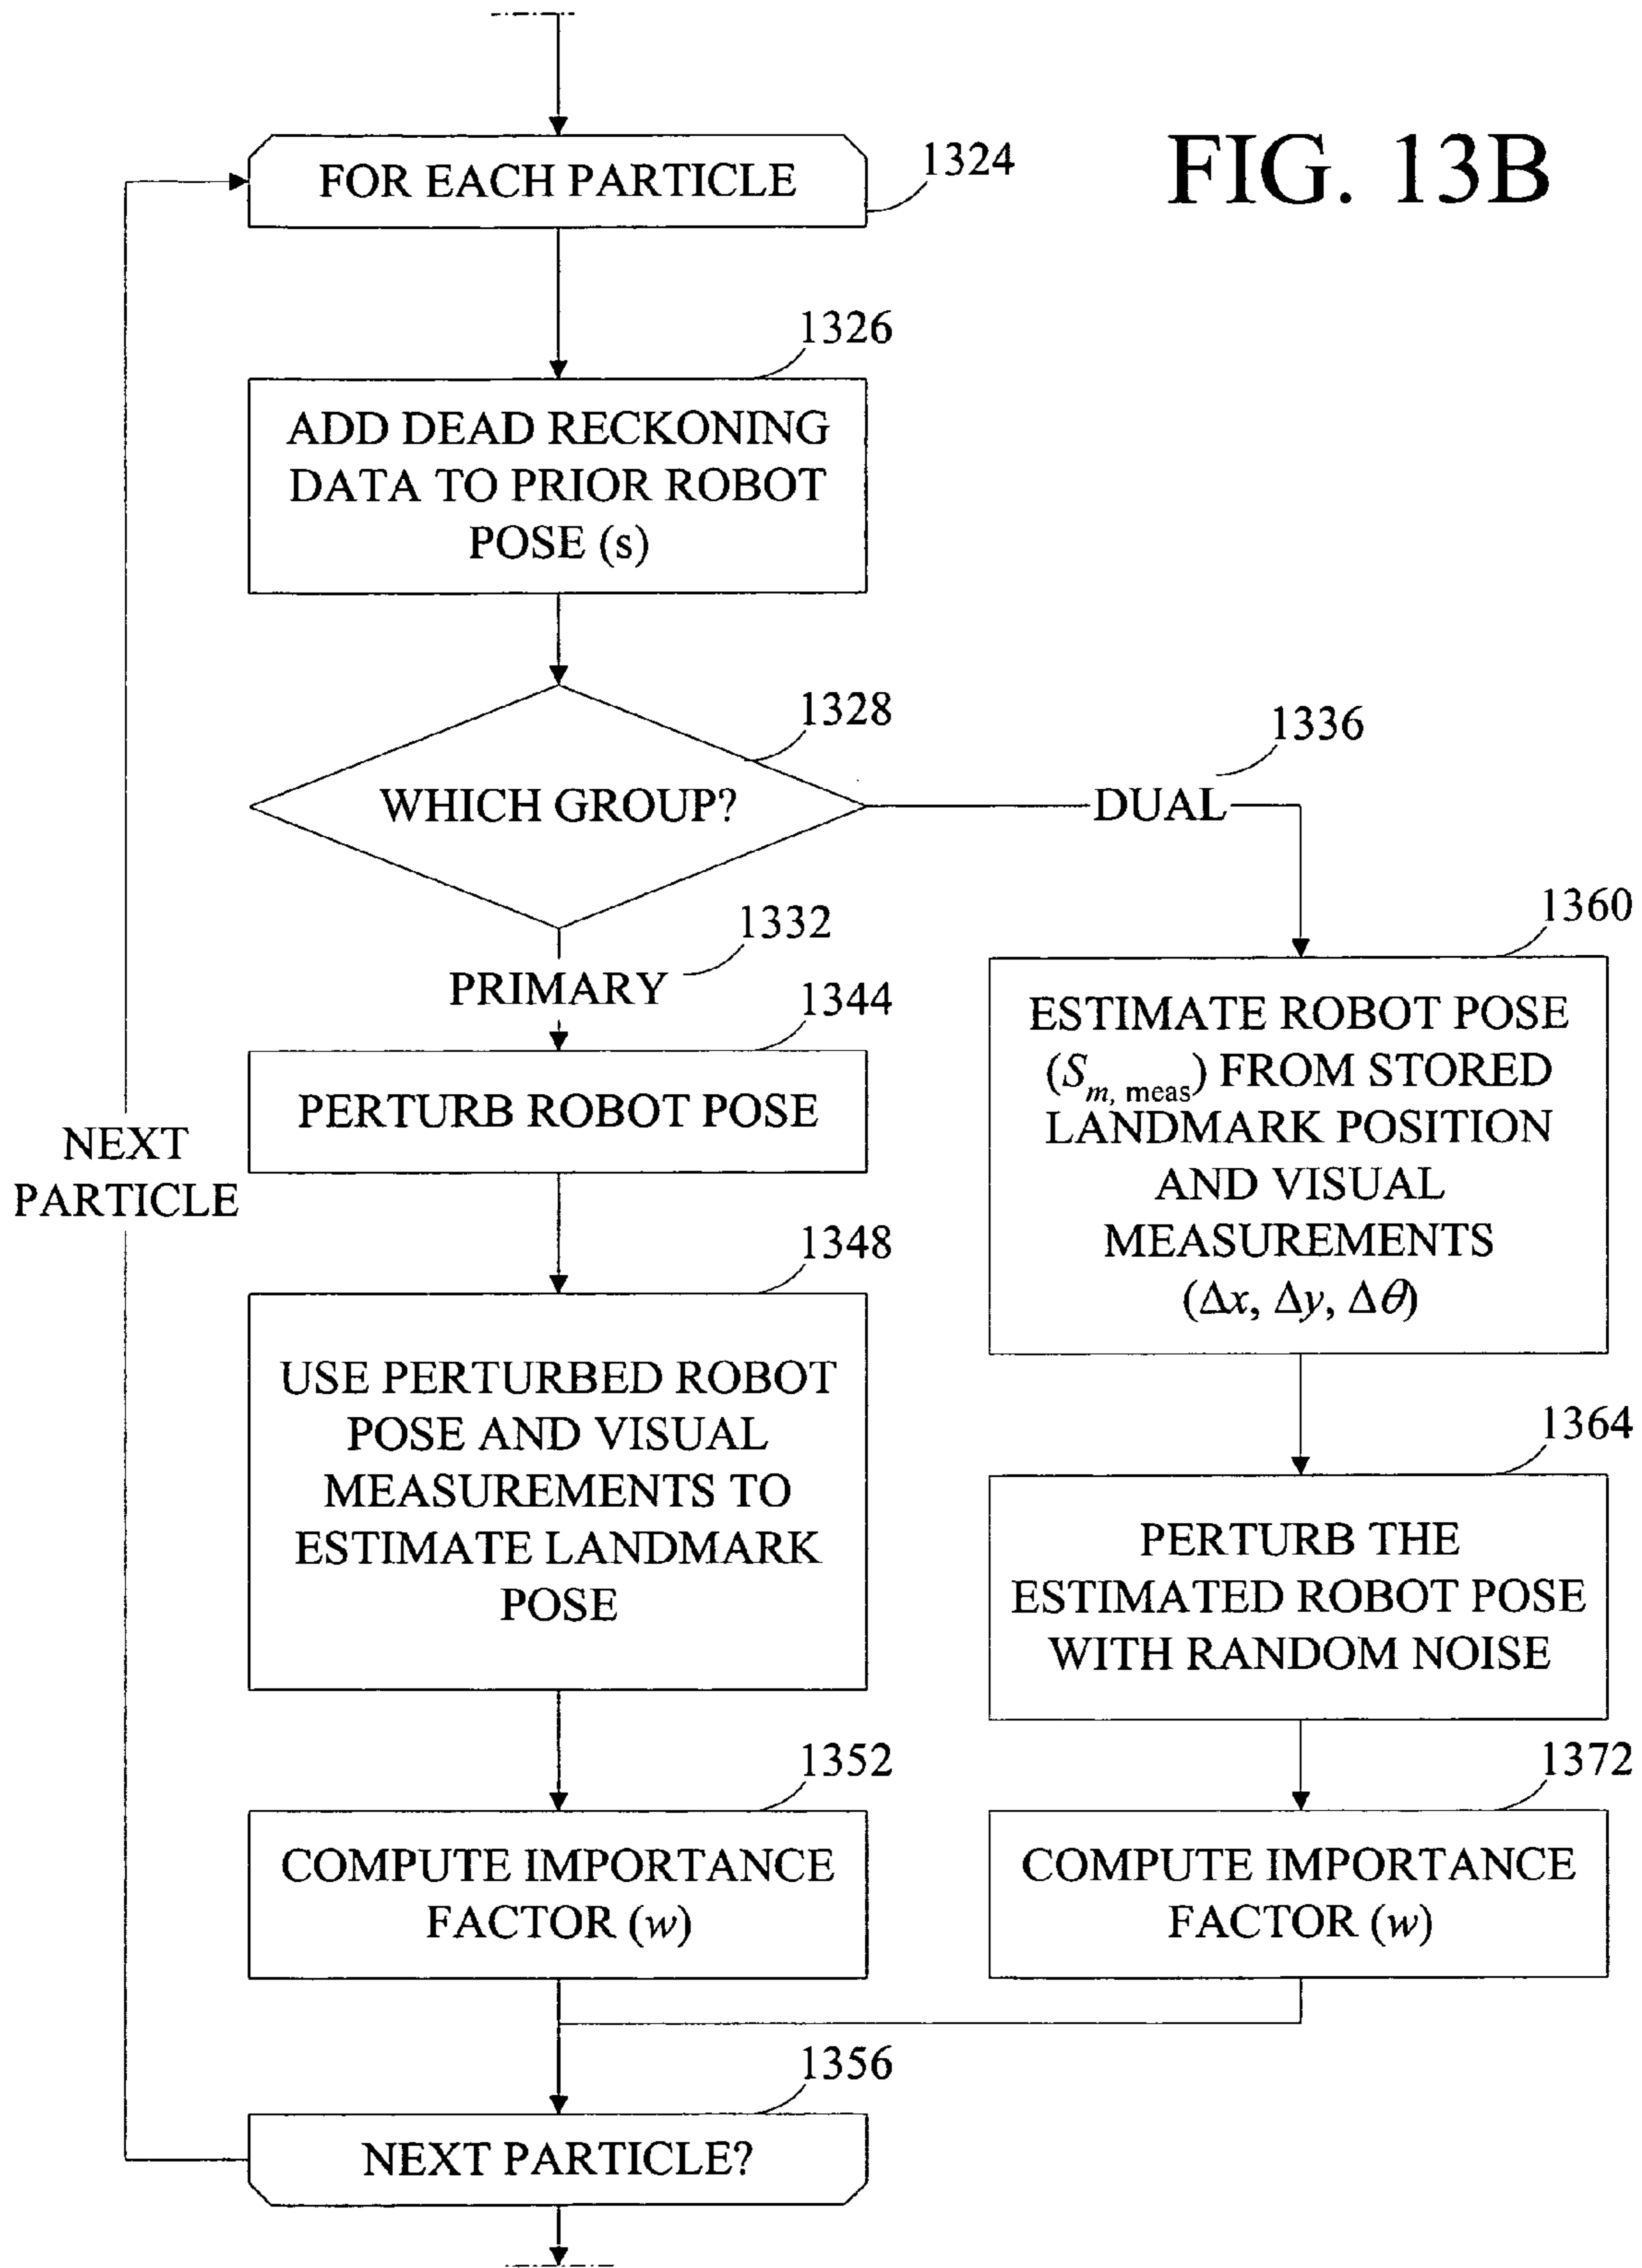 FIG. 13B
FOR EACH PARTICLE
1324
1326
ADD DEAD RECKONING
DATA TO PRIOR ROBOT
POSE (s)
1328
WHICH GROUP?
1336
DUAL
1332
PRIMARY
1344
PERTURB ROBOT POSE
NEXT
PARTICLE
1348
USE PERTURBED ROBOT
POSE AND VISUAL
MEASUREMENTS TO
ESTIMATE LANDMARK
POSE
1352
COMPUTE IMPORTANCE
FACTOR (w)
1360
ESTIMATE ROBOT POSE
(S_m, meas) FROM STORED
LANDMARK POSITION
AND VISUAL
MEASUREMENTS
(Δx, Δy, Δθ)
1364
PERTURB THE
ESTIMATED ROBOT POSE
WITH RANDOM NOISE
1372
COMPUTE IMPORTANCE
FACTOR (w)
1356
NEXT PARTICLE?